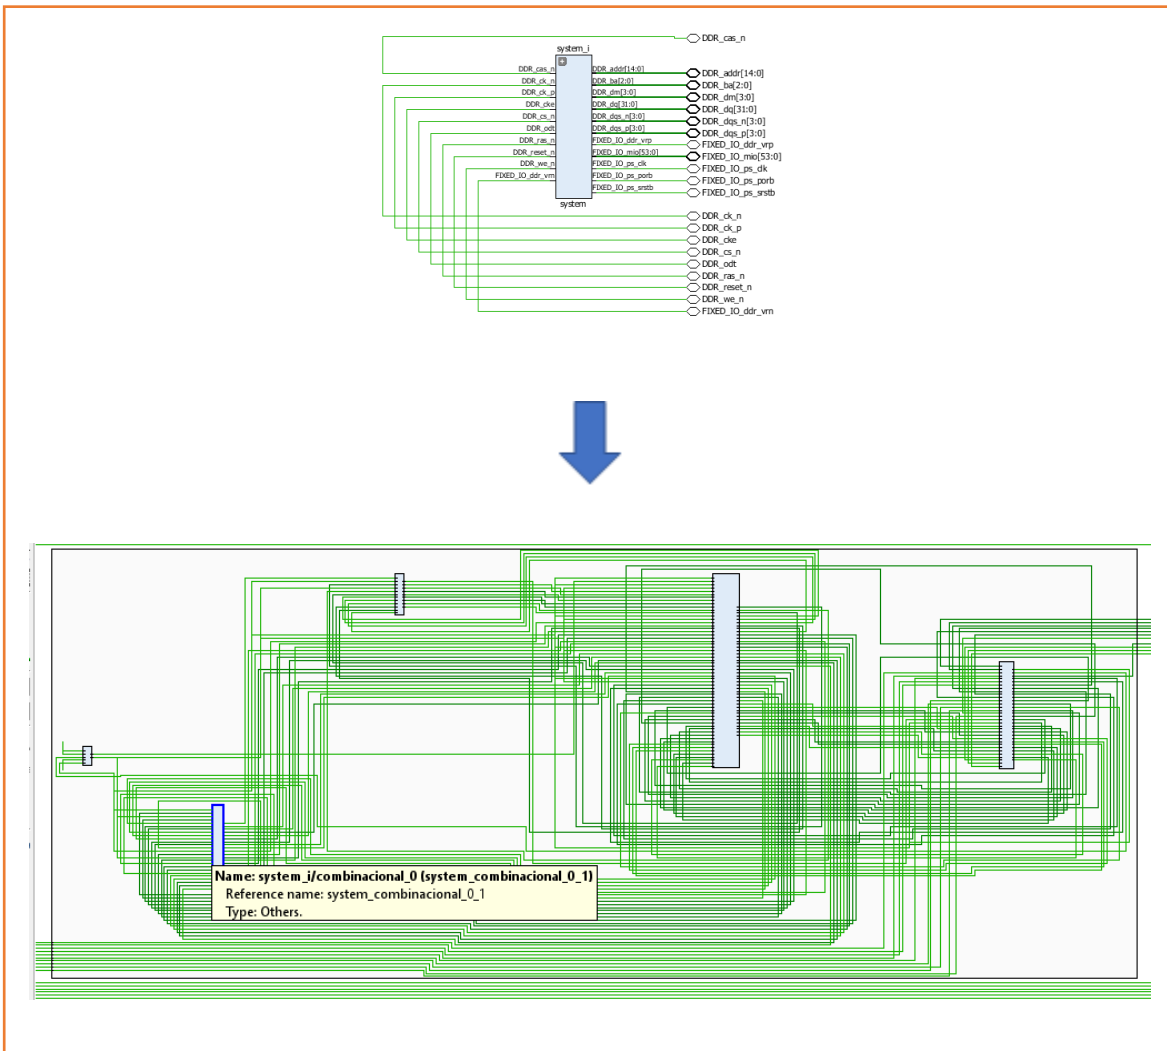 DDR_cas_n
system_i
DDR_cas_n
DDR_ck_n
DDR_ck_p
DDR_cke
DDR_cs_n
DDR_odt
DDR_ras_n
DDR_reset_n
DDR_we_n
FIXED_IO_ddr_vrn
DDR_addr[14:0]
DDR_ba[2:0]
DDR_dm[3:0]
DDR_dq[31:0]
DDR_dqs_n[3:0]
DDR_dqs_p[3:0]
FIXED_IO_ddr_vrp
FIXED_IO_mio[53:0]
FIXED_IO_ps_clk
FIXED_IO_ps_porb
FIXED_IO_ps_srstb
system
DDR_addr[14:0]
DDR_ba[2:0]
DDR_dm[3:0]
DDR_dq[31:0]
DDR_dqs_n[3:0]
DDR_dqs_p[3:0]
FIXED_IO_ddr_vrp
FIXED_IO_mio[53:0]
FIXED_IO_ps_clk
FIXED_IO_ps_porb
FIXED_IO_ps_srstb
DDR_ck_n
DDR_ck_p
DDR_cke
DDR_cs_n
DDR_odt
DDR_ras_n
DDR_reset_n
DDR_we_n
FIXED_IO_ddr_vrn
Name: system_i/combinacional_0 (system_combinacional_0_1)
Reference name: system_combinacional_0_1
Type: Others.